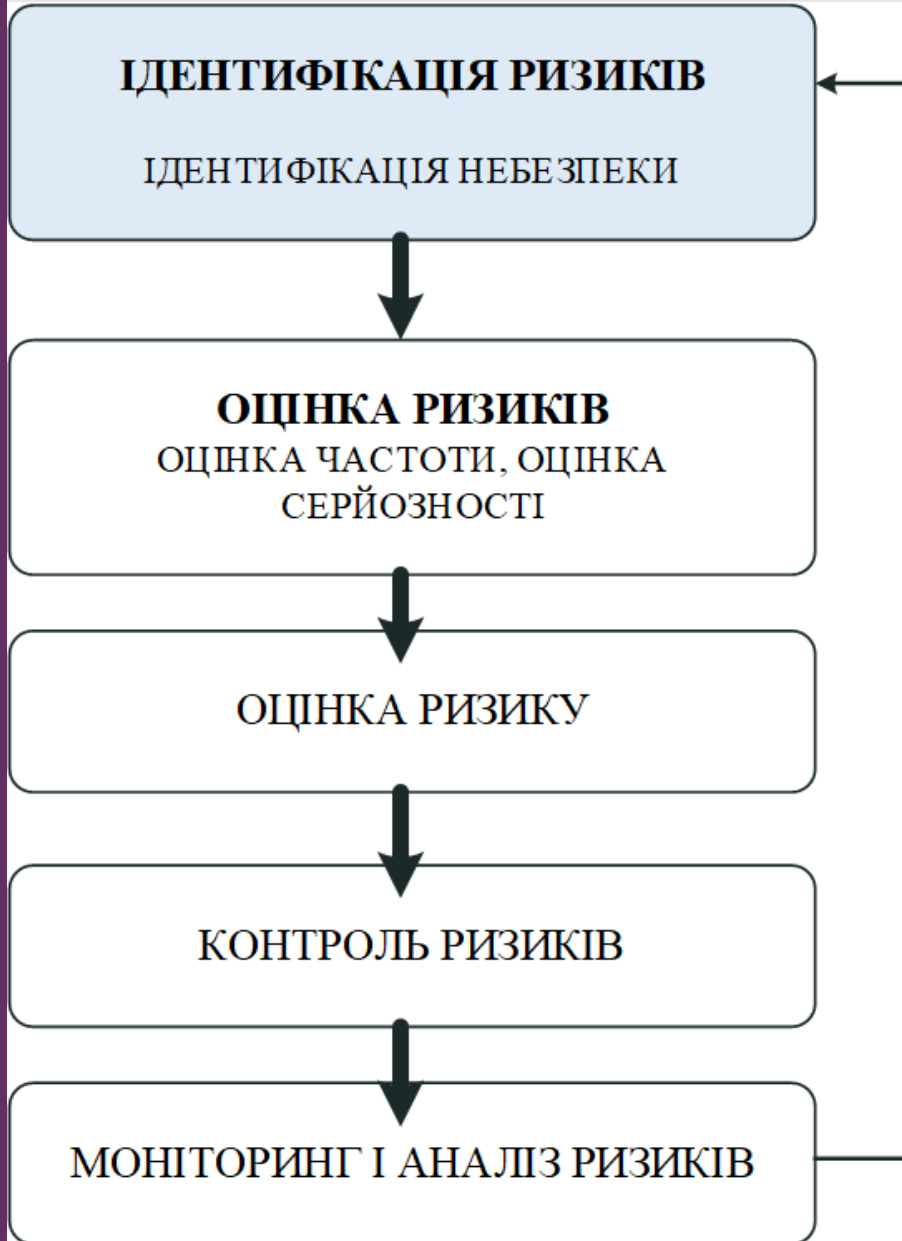 ІДЕНТИФІКАЦІЯ РИЗИКІВ
ІДЕНТИФІКАЦІЯ НЕБЕЗПЕКИ
ОЦІНКА РИЗИКІВ
ОЦІНКА ЧАСТОТИ, ОЦІНКА
СЕРЙОЗНОСТІ
ОЦІНКА РИЗИКУ
КОНТРОЛЬ РИЗИКІВ
МОНІТОРИНГ І АНАЛІЗ РИЗИКІВ